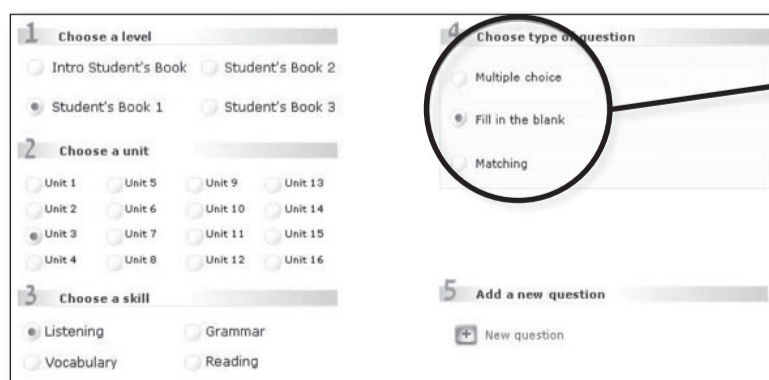 1 Choose a level
Intro Student's Book Student's Book 2
Student's Book 1 Student's Book 3
2 Choose a unit
Unit 1 Unit 5 Unit 9 Unit 13
Unit 2 Unit 6 Unit 10 Unit 14
Unit 3 Unit 7 Unit 11 Unit 15
Unit 4 Unit 8 Unit 12 Unit 16
3 Choose a skill
Listening Grammar
Vocabulary Reading
4 Choose type of question
Multiple choice
Fill in the blank
Matching
5 Add a new question
New question